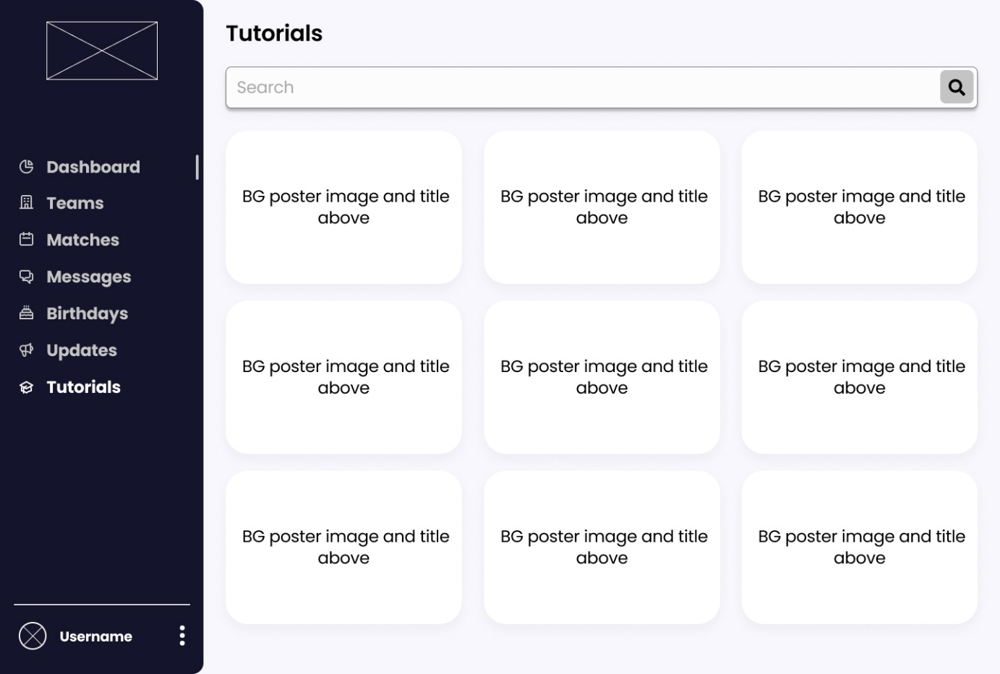 Tutorials
Search
Dashboard
Teams
Matches
Messages
Birthdays
Updates
Tutorials
Username
BG poster image and title
above
BG poster image and title
above
BG poster image and title
above
BG poster image and title
above
BG poster image and title
above
BG poster image and title
above
BG poster image and title
above
BG poster image and title
above
BG poster image and title
above